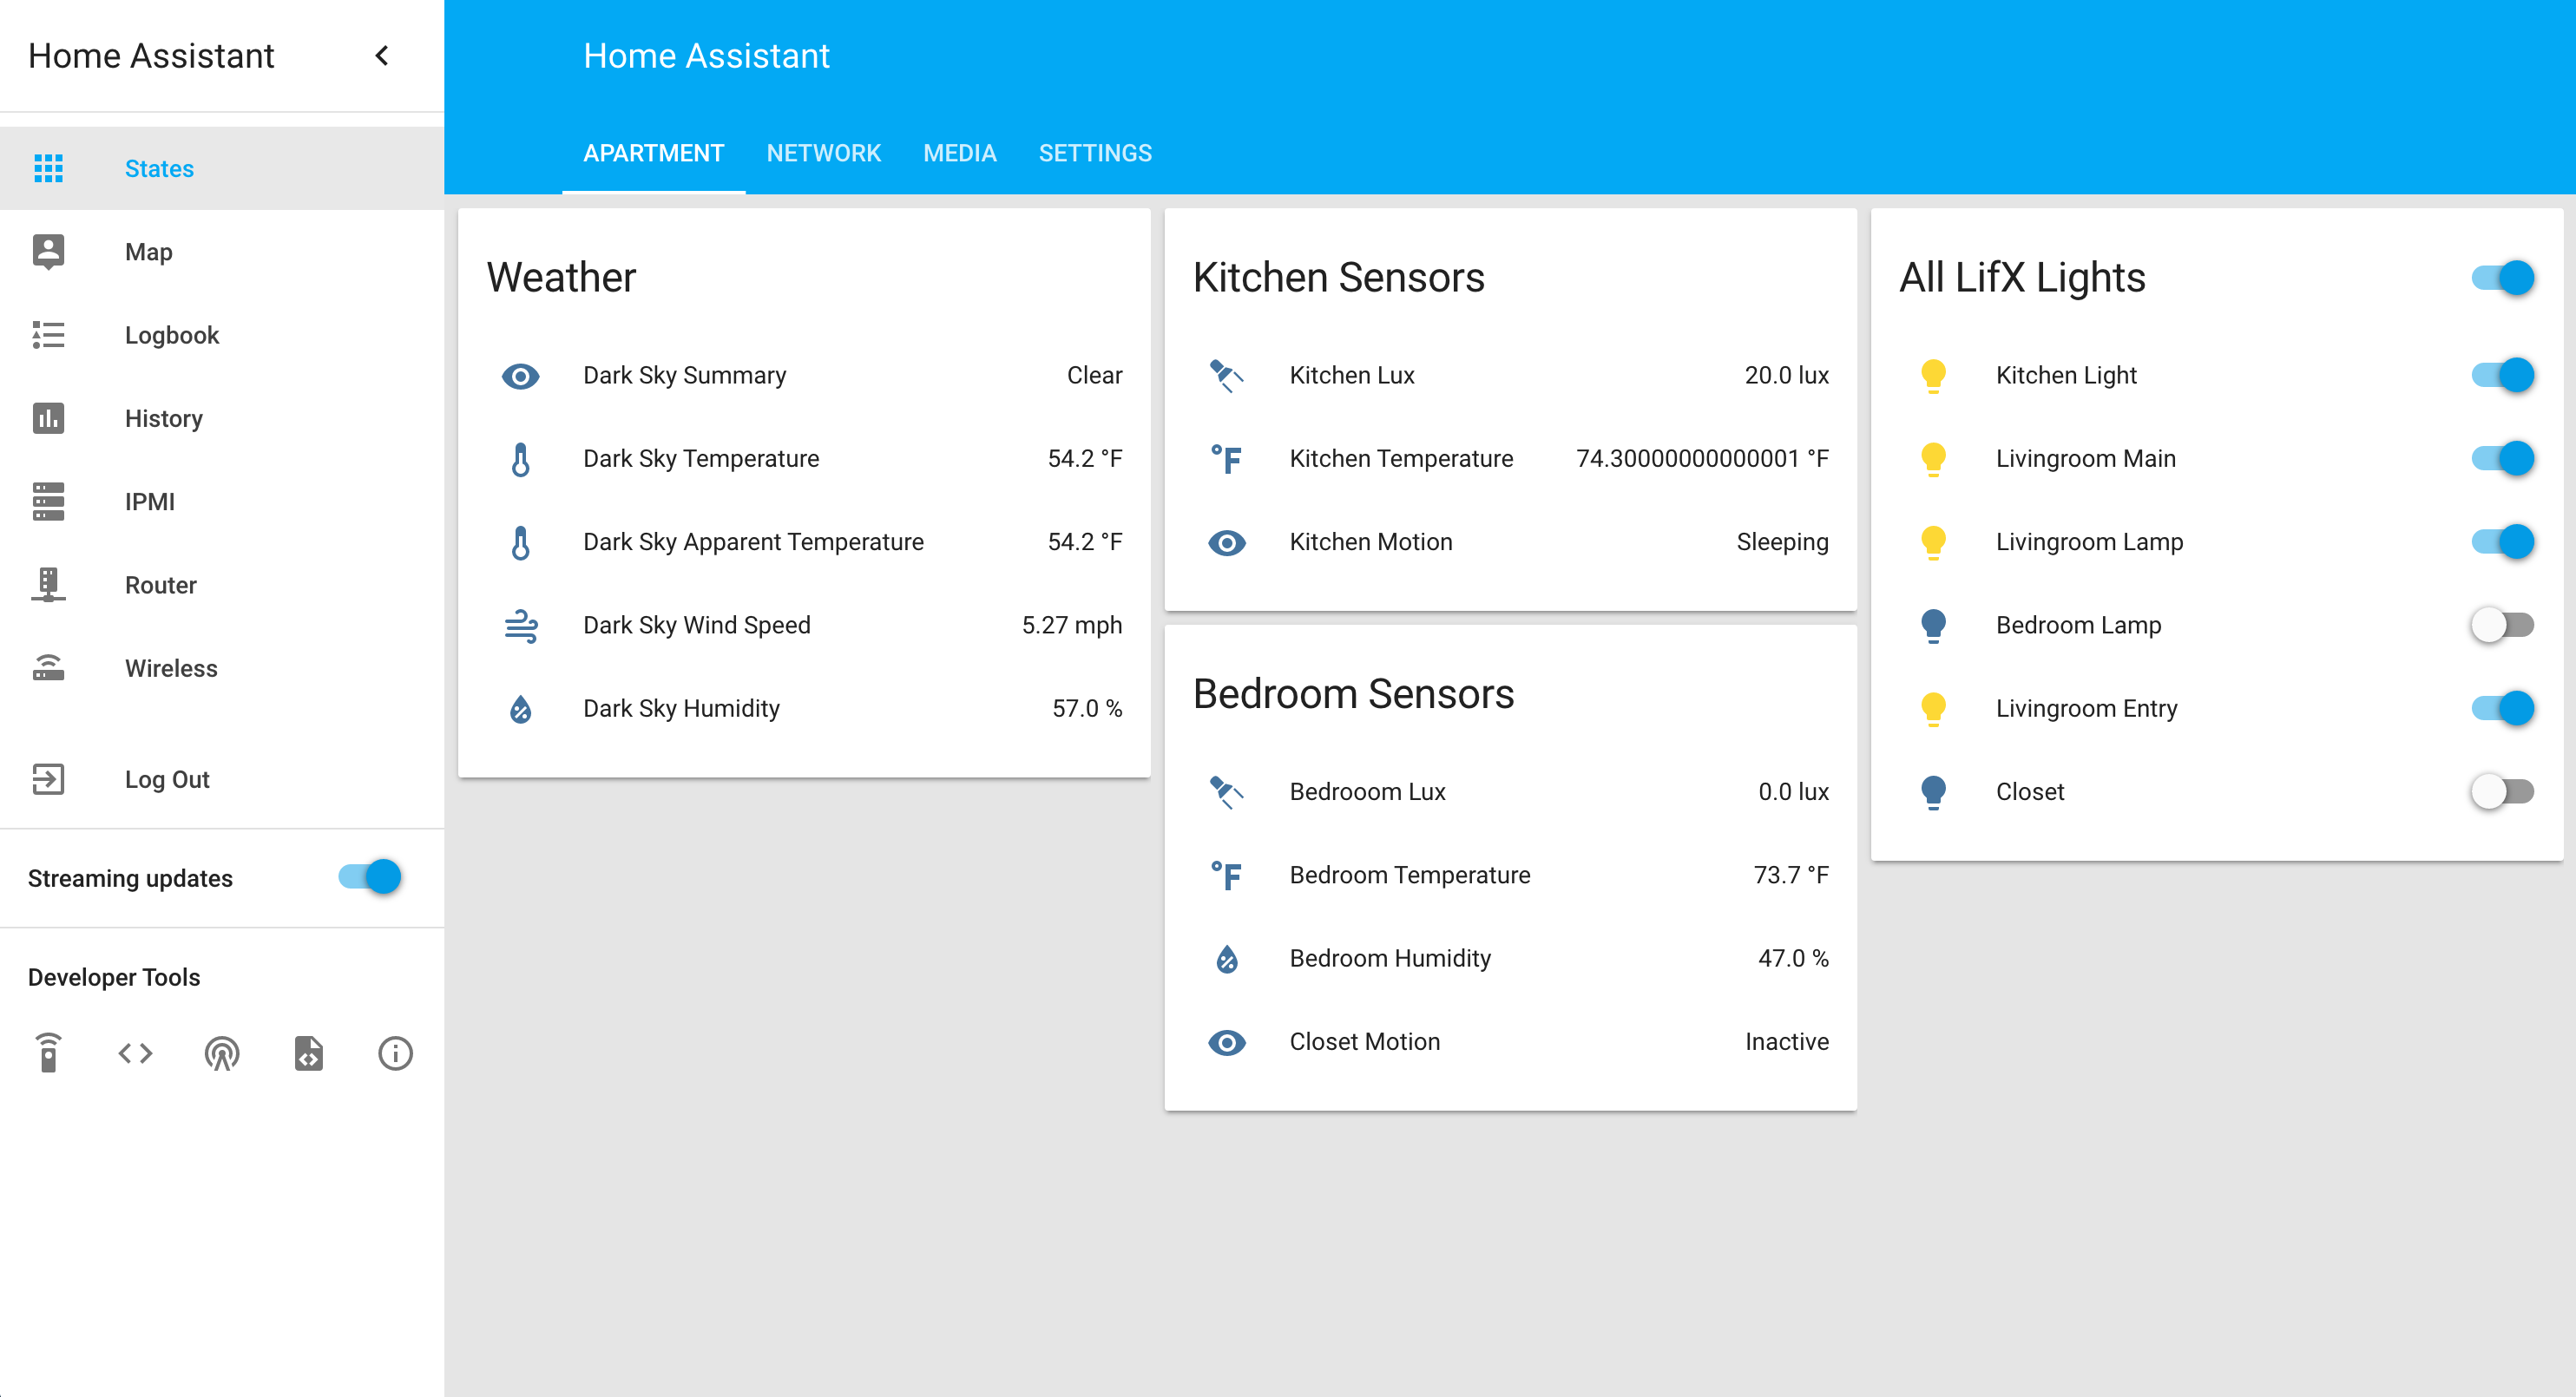 Home Assistant
States
Map
Logbook
History
IPMI
Router
Wireless
Log Out
Streaming updates
Developer Tools
Home Assistant
APARTMENT NETWORK MEDIA SETTINGS
Weather
Dark Sky Summary Clear
Dark Sky Temperature 54.2 °F
Dark Sky Apparent Temperature 54.2 °F
Dark Sky Wind Speed 5.27 mph
Dark Sky Humidity 57.0 %
Kitchen Sensors
Kitchen Lux 20.0 lux
°F Kitchen Temperature 74.30000000000001 °F
Kitchen Motion Sleeping
Bedroom Sensors
Bedrooom Lux 0.0 lux
°F Bedroom Temperature 73.7 °F
Bedroom Humidity 47.0 %
Closet Motion Inactive
All LifX Lights
Kitchen Light
Livingroom Main
Livingroom Lamp
Bedroom Lamp
Livingroom Entry
Closet